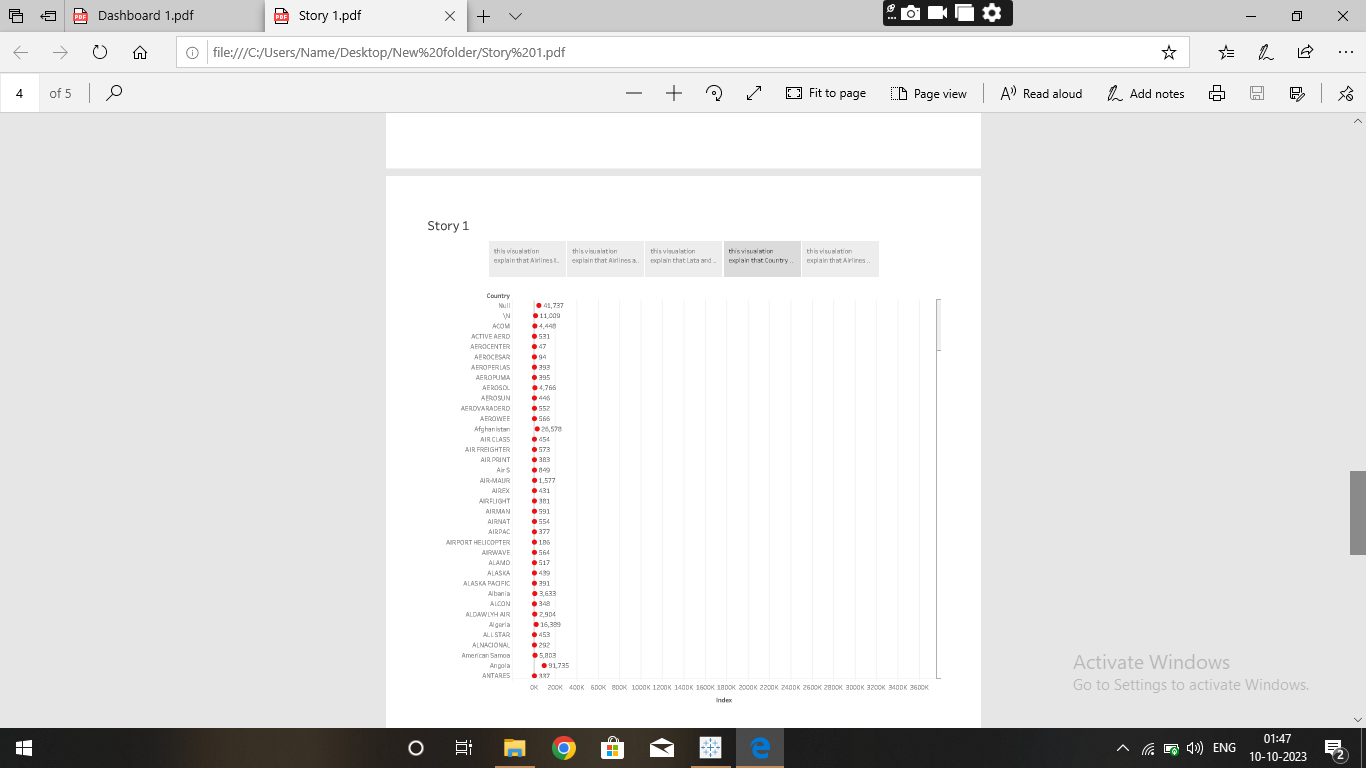 Dashboard 1.pdf
Story 1.pdf
file:///C:/Users/Name/Desktop/New%20folder/Story%201.pdf
4 of 5
Fit to page
Page view
Read aloud
Add notes
Story 1
this visualation
explain that Airlines I..
this visualation
explain that Airlines a..
this visualation
explain that Lata and ...
this visualation
explain that Country ...
this visualation
explain that Airlines ...
Country
Null 41,737
\N 11,009
ACOM 4,448
ACTIVE AERO 531
AEROCENTER 47
AEROCESAR 94
AEROPERLAS 393
AEROPUMA 395
AEROSOL 4,766
AEROSUN 446
AEROVARADERO 552
AEROWEE 566
Afghanistan 26,578
AIR CLASS 454
AIR FREIGHTER 573
AIR PRINT 383
Air S 849
AIR-MAUR 1,577
AIREX 431
AIRFLIGHT 381
AIRMAN 591
AIRNAT 554
AIRPAC 377
AIRPORT HELICOPTER 186
AIRWAVE 564
ALAMO 517
ALASKA 439
ALASKA PACIFIC 391
Albania 3,633
ALCON 348
ALDAWLYH AIR 2,904
Algeria 16,389
ALL STAR 453
ALNACIONAL 292
American Samoa 5,803
Angola 91,735
ANTARES 337
0K 200K 400K 600K 800K 1000K 1200K 1400K 1600K 1800K 2000K 2200K 2400K 2600K 2800K 3000K 3200K 3400K 3600K
Index
Activate Windows
Go to Settings to activate Windows.
ENG
01:47
10-10-2023
2